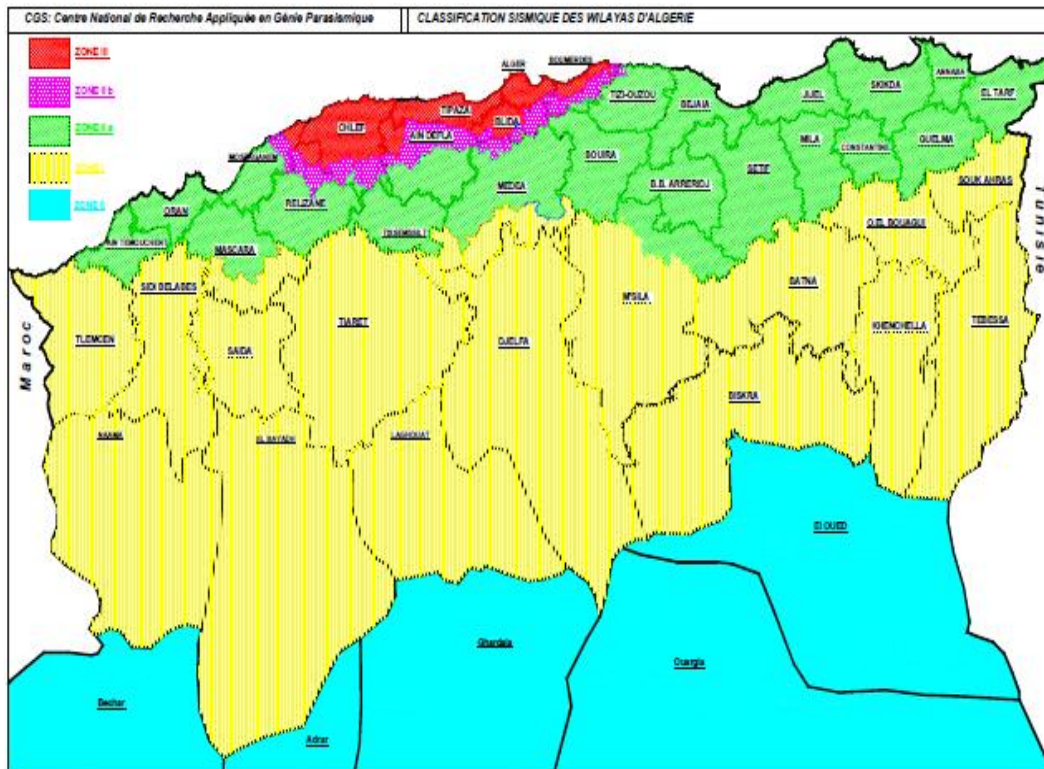 CGS: Centre National de Recherche Appliquée en Génie Parasismique
CLASSIFICATION SISMIQUE DES WILAYAS D'ALGERIE
ZONE III
ZONE II b
ZONE II a
ZONE I
ZONE 0
ALGER
BOUMERDES
TIPAZA
BLIDA
CHLEF
AIN DEFLA
TIZI-OUZOU
BEJAIA
JIJEL
SKIKDA
ANNABA
EL TARF
MILA
CONSTANTINE
GUELMA
SOUK AHRAS
BOUIRA
SETIF
B.B. ARRERIDJ
MEDEA
MOSTAGANEM
RELIZANE
ORAN
AIN TEMOUCHENT
MASCARA
TISSEMSILT
O.EL BOUAGUI
SIDI BELABES
TLEMCEN
SAIDA
TIARET
DJELFA
M'SILA
BATNA
KHENCHELLA
TEBESSA
BISKRA
NAAMA
EL BAYADH
LAGHOUAT
El OUED
Ghardaia
Ouargla
Bechar
Adrar
Maroc
Tunisie